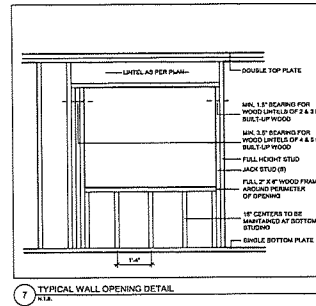 LINTEL AS PER PLAN
DOUBLE TOP PLATE
MIN. 1.5" BEARING FOR
WOOD LINTELS OF 2 & 3
BUILT-UP WOOD
MIN. 3.5" BEARING FOR
WOOD LINTELS OF 4 & 5
BUILT-UP WOOD
FULL HEIGHT STUD
JACK STUD (S)
FULL 2" X 6" WOOD FRAM
AROUND PERIMETER
OF OPENING
16" CENTERS TO BE
MAINTAINED AT BOTTOM
STUDING
SINGLE BOTTOM PLATE
1'-4"
7 TYPICAL WALL OPENING DETAIL
N.T.S.